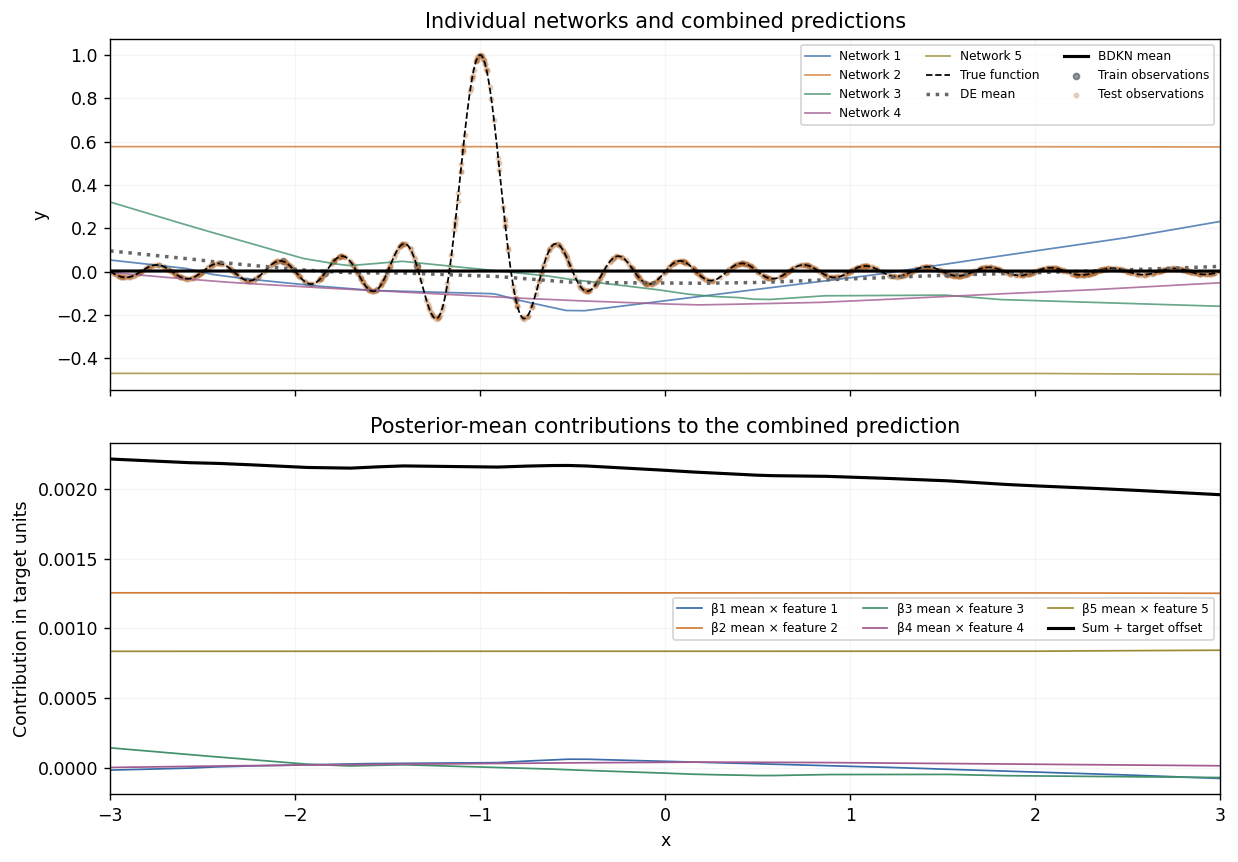 Individual networks and combined predictions
y
1.0
0.8
0.6
0.4
0.2
0.0
−0.2
−0.4
Network 1
Network 2
Network 3
Network 4
Network 5
True function
DE mean
BDKN mean
Train observations
Test observations
Posterior-mean contributions to the combined prediction
Contribution in target units
0.0020
0.0015
0.0010
0.0005
0.0000
β1 mean × feature 1
β2 mean × feature 2
β3 mean × feature 3
β4 mean × feature 4
β5 mean × feature 5
Sum + target offset
−3
−2
−1
0
1
2
3
x